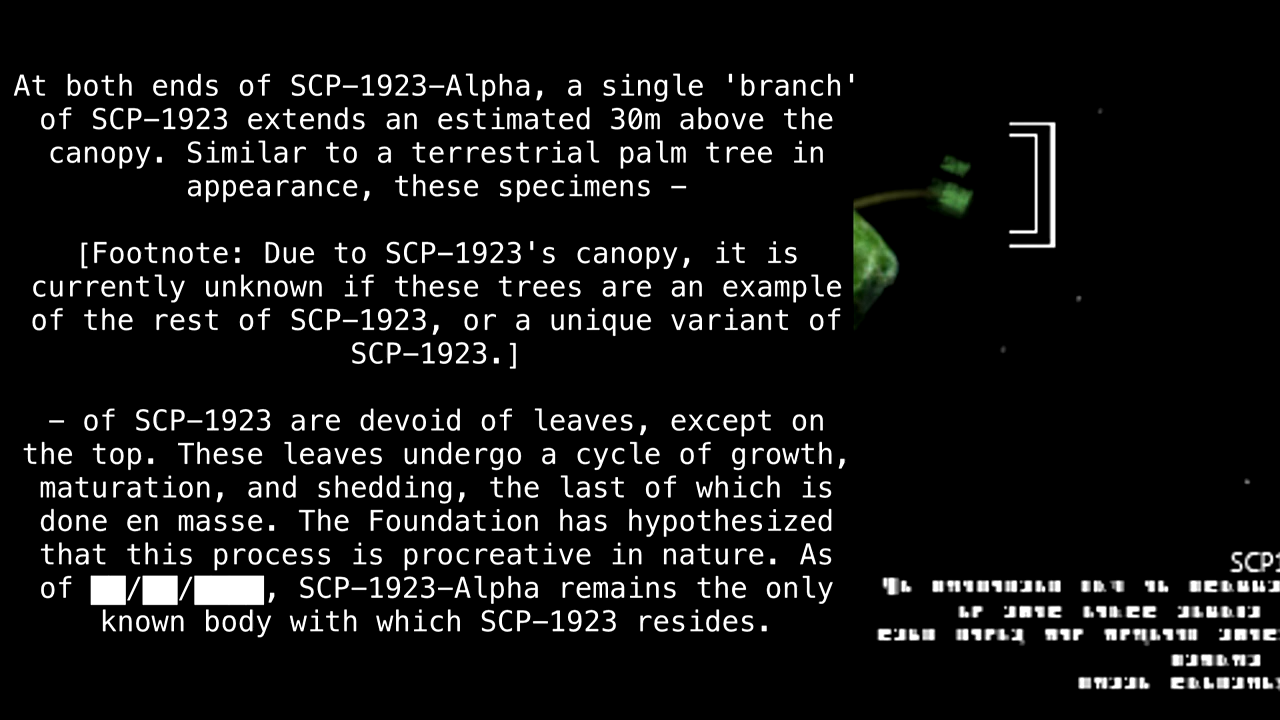 At both ends of SCP-1923-Alpha, a single 'branch'
of SCP-1923 extends an estimated 30m above the
canopy. Similar to a terrestrial palm tree in
appearance, these specimens -
[Footnote: Due to SCP-1923's canopy, it is
currently unknown if these trees are an example
of the rest of SCP-1923, or a unique variant of
SCP-1923.]
- of SCP-1923 are devoid of leaves, except on
the top. These leaves undergo a cycle of growth,
maturation, and shedding, the last of which is
done en masse. The Foundation has hypothesized
that this process is procreative in nature. As
of ██/██/████, SCP-1923-Alpha remains the only
known body with which SCP-1923 resides.